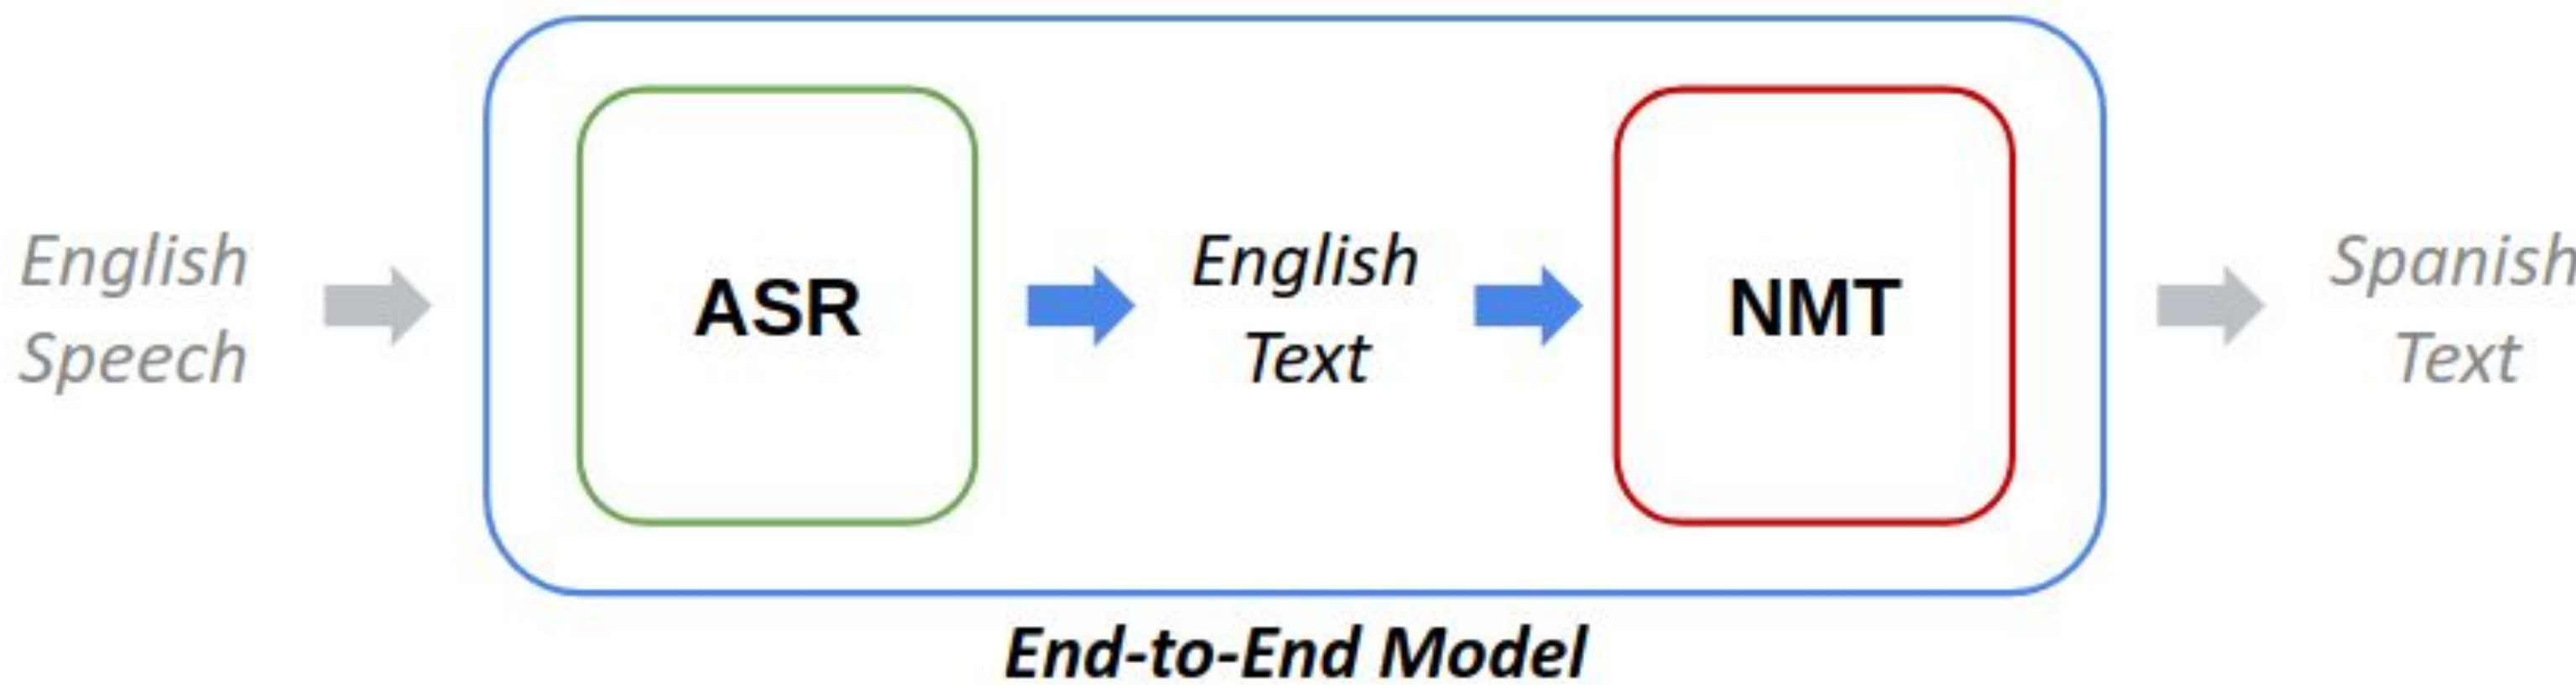 English
Speech
ASR
English
Text
NMT
Spanish
Text
End-to-End Model